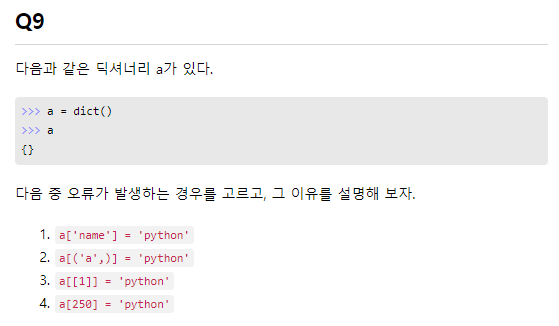 Q9
다음과 같은 딕셔너리 a가 있다.
>>> a = dict()
>>> a
{}
다음 중 오류가 발생하는 경우를 고르고, 그 이유를 설명해 보자.
1. a['name'] = 'python'
2. a[('a',)] = 'python'
3. a[[1]] = 'python'
4. a[250] = 'python'